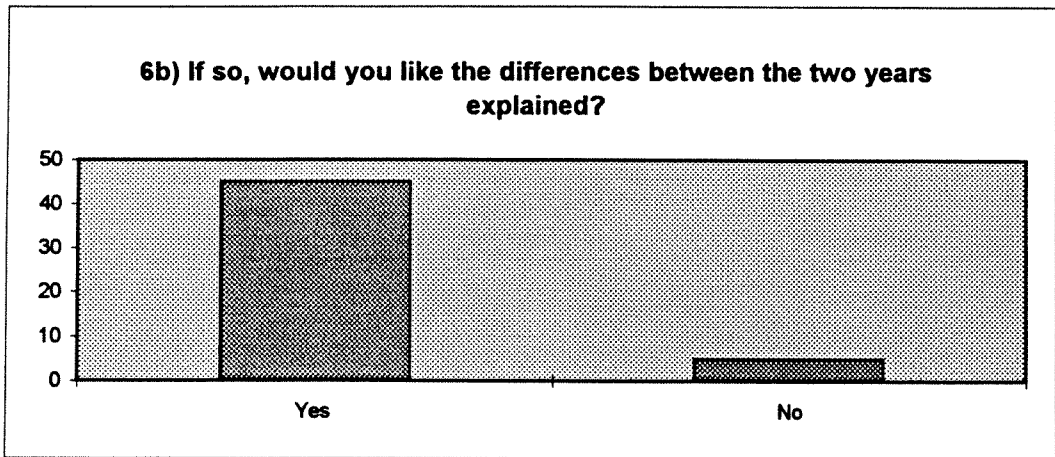 6b) If so, would you like the differences between the two years
explained?
50
40
30
20
10
0
Yes
No